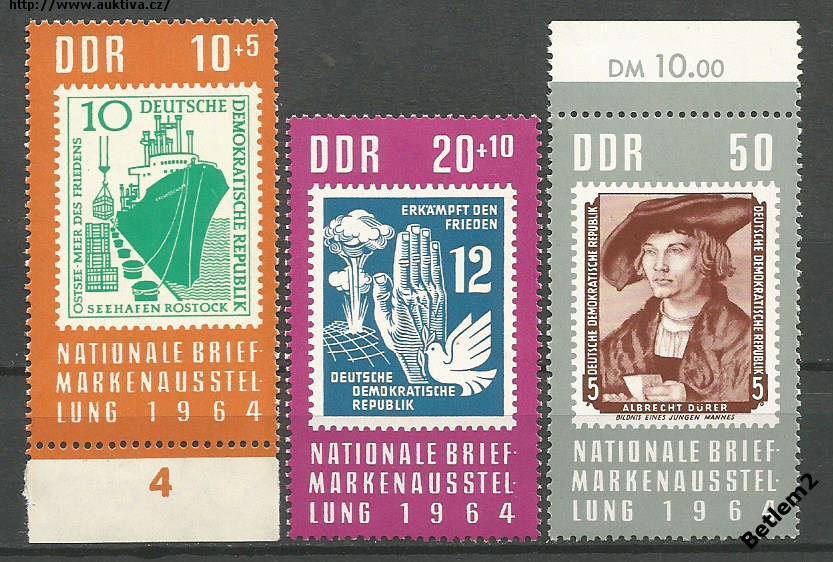 http://www.auktiva.cz/
DDR 10+5
10 DEUTSCHE
DEMOKRATISCHE REPUBLIK
OSTSEE-MEER DES FRIEDENS
SEEHAFEN ROSTOCK
NATIONALE BRIEF-
MARKENAUSSTEL-
LUNG 1964
4
DDR 20+10
ERKÄMPFT DEN
FRIEDEN
12
DEUTSCHE
DEMOKRATISCHE
REPUBLIK
NATIONALE BRIEF-
MARKENAUSSTEL-
LUNG 1964
DM 10.00
DDR 50
DEUTSCHE DEMOKRATISCHE REPUBLIK
DEUTSCHE DEMOKRATISCHE REPUBLIK
5 5
ALBRECHT DÜRER
BILDNIS EINES JUNGEN MANNES
NATIONALE BRIEF-
MARKENAUSSTEL-
LUNG 1964
Betlem2